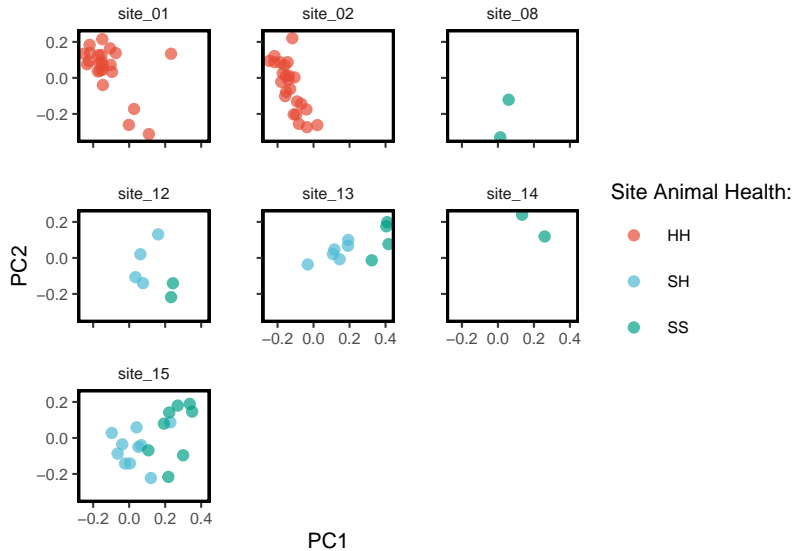 site_01 site_02 site_08
0.2
0.0
−0.2
site_12 site_13 site_14
0.2
0.0
−0.2
−0.2 0.0 0.2 0.4 −0.2 0.0 0.2 0.4
site_15
0.2
0.0
−0.2
−0.2 0.0 0.2 0.4
PC2
PC1
Site Animal Health:
HH
SH
SS